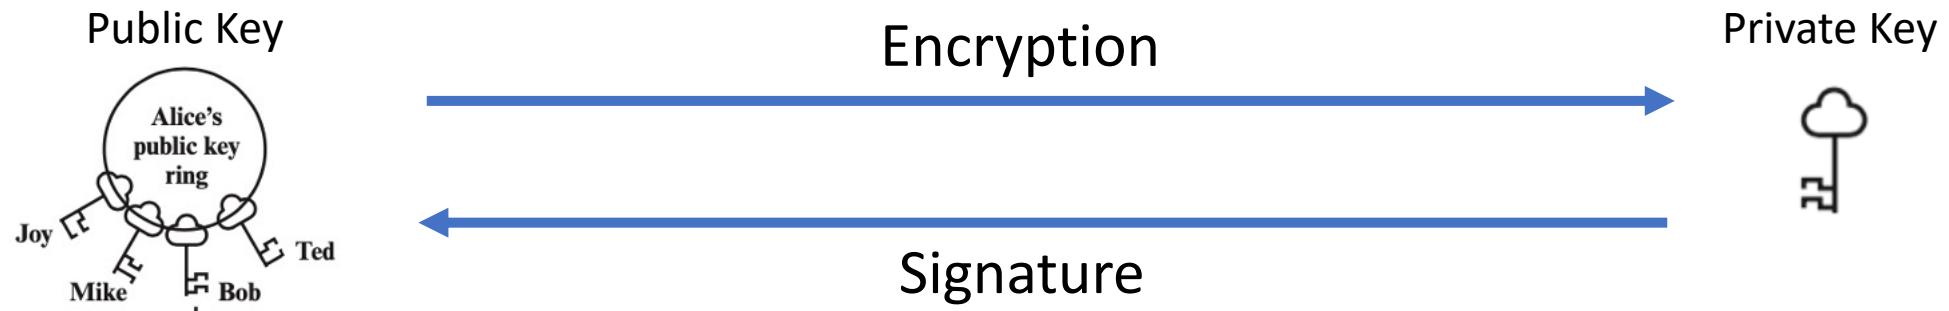 Public Key
Encryption
Private Key
Alice's
public key
ring
Joy
Mike
Bob
Ted
Signature